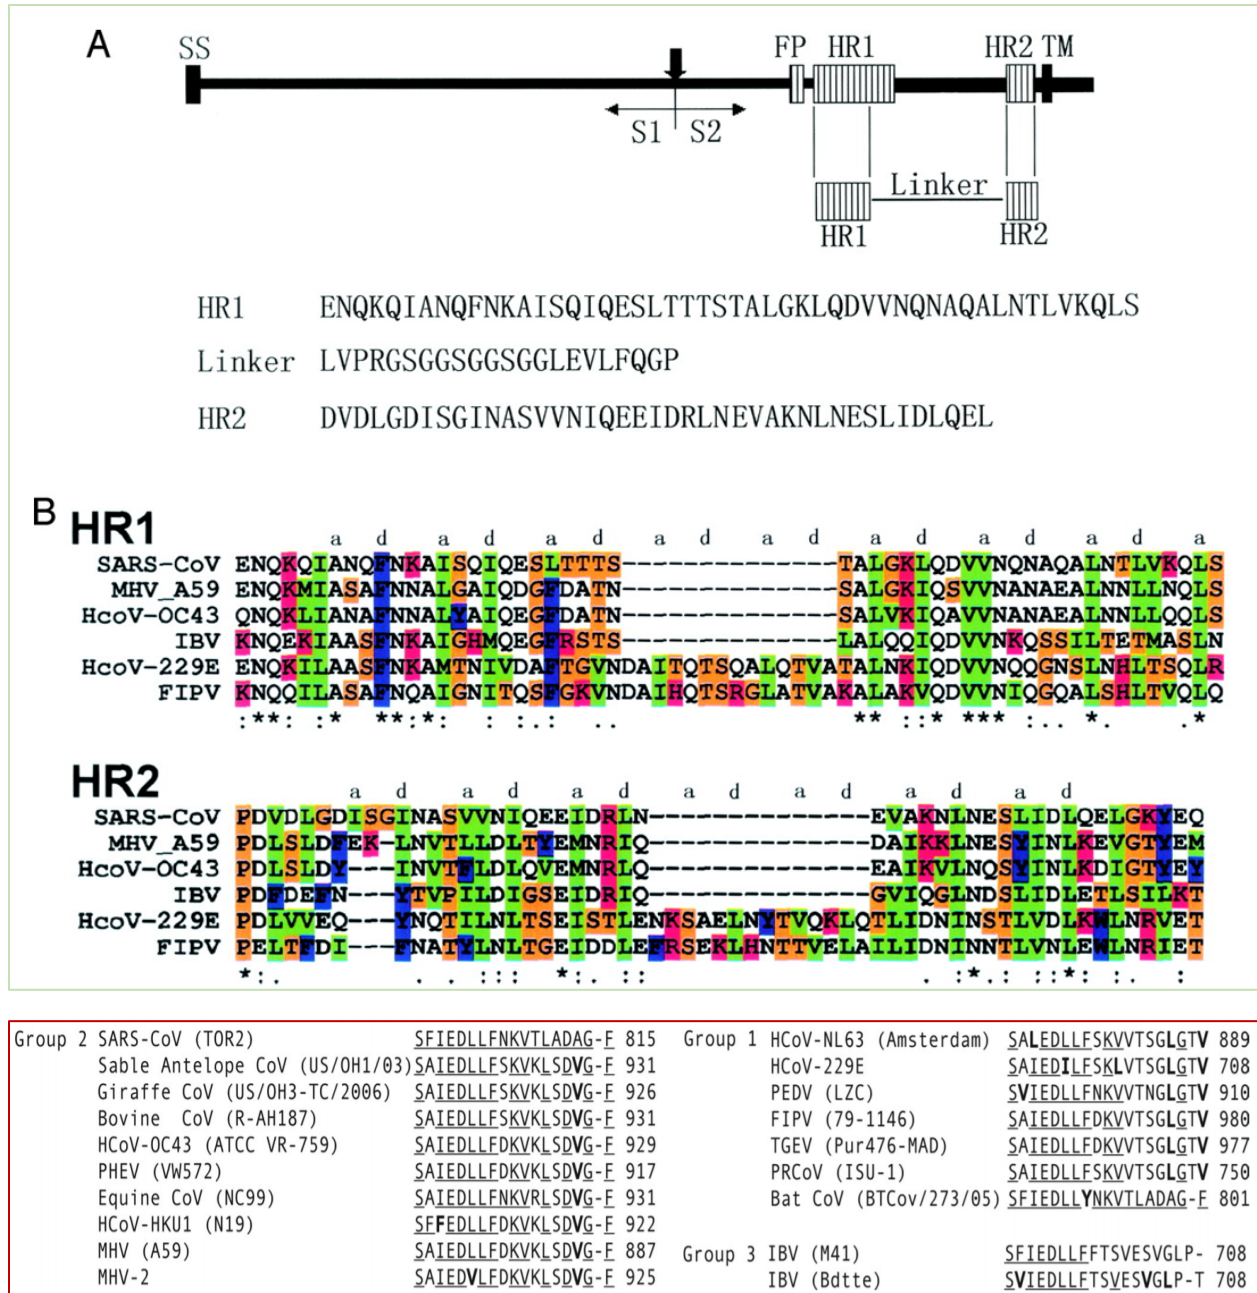 A
SS FP HR1 HR2 TM
S1 S2
Linker
HR1 HR2
HR1 ENQKQIANQFNKAISQIQESLTTTSTALGKLQDVVNQNAQALNTLVKQLS
Linker LVPRGSGGSGGSGGLEVLFQGP
HR2 DVDLGDISGINASVVNIQEEIDRLNEVAKNLNESLIDLQEL
B HR1
a d a d a d a d a d a d a d a
SARS-CoV ENQKQIANQFNKAISQIQESLTTTS--------------TALGKLQDVVNQNAQALNTLVKQLS
MHV_A59 ENQKMIASAFNNALGAIQDGFDATN--------------SALGKIQSVVNANAEALNNLLNQLS
HcoV-OC43 QNQKLIANAFNNALYAIQEGFDATN--------------SALVKIQAVVNANAEALNNLLQQLS
IBV KNQEKIAASFNKAIGHMQEGFRSTS--------------LALQQIQDVVNKQSSILTETMASLN
HcoV-229E ENQKILAASFNKAMTNIVDAFTGVNDAITQTSQALQTVATALNKIQDVVNQQGNSLNHLTSQLR
FIPV KNQQILASAFNQAIGNITQSFGKVNDAIHQTSRGLATVAKALAKVQDVVNIQGQALSHLTVQLQ
:**: :* **:*: : :.: .. ** ::* *** :.. *. .*
HR2
a d a d a d a d a d a d a d
SARS-CoV PDVDLGDISGINASVVNIQEEIDRLN--------------EVAKNLNESLIDLQELGKYEQ
MHV_A59 PDLSLDFEK-LNVTLLDLTYEMNRIQ--------------DAIKKLNESYINLKEVGTYEM
HcoV-OC43 PDLSLDY---INVTFLDLQVEMNRLQ--------------EAIKVLNQSYINLKDIGTYEY
IBV PDFDEFN---YTVPILDIGSEIDRIQ--------------GVIQGLNDSLIDLETLSILKT
HcoV-229E PDLVVEQ---YNQTILNLTSEISTLENKSAELNYTVQKLQTLIDNINSTLVDLKWLNRVET
FIPV PELTFDI---FNATYLNLTGEIDDLEFRSEKLHNTTVELAILIDNINNTLVNLEWLNRIET
*:. . . ::: *:. :: . :*. : ::*: :. :
Group 2 SARS-CoV (TOR2) SFIEDLLFNKVTLADAG-F 815
Sable Antelope CoV (US/OH1/03) SAIEDLLFSKVKLSDVG-F 931
Giraffe CoV (US/OH3-TC/2006) SAIEDLLFSKVKLSDVG-F 926
Bovine CoV (R-AH187) SAIEDLLFSKVKLSDVG-F 931
HCoV-OC43 (ATCC VR-759) SAIEDLLFDKVKLSDVG-F 929
PHEV (VW572) SAIEDLLFDKVKLSDVG-F 917
Equine CoV (NC99) SAIEDLLFNKVRLSDVG-F 931
HCoV-HKU1 (N19) SFFEDLLFDKVKLSDVG-F 922
MHV (A59) SAIEDLLFDKVKLSDVG-F 887
MHV-2 SAIEDVLFDKVKLSDVG-F 925
Group 1 HCoV-NL63 (Amsterdam) SALEDLLFSKVVTSGLGTV 889
HCoV-229E SAIEDILFSKLVTSGLGTV 708
PEDV (LZC) SVIEDLLFNKVVTNGLGTV 910
FIPV (79-1146) SAIEDLLFDKVVTSGLGTV 980
TGEV (Pur476-MAD) SAIEDLLFDKVVTSGLGTV 977
PRCoV (ISU-1) SAIEDLLFSKVVTSGLGTV 750
Bat CoV (BTCov/273/05) SFIEDLLYNKVTLADAG-F 801
Group 3 IBV (M41) SFIEDLLFFTSVESVGLP- 708
IBV (Bdtte) SVIEDLLFTSVESVGLP-T 708